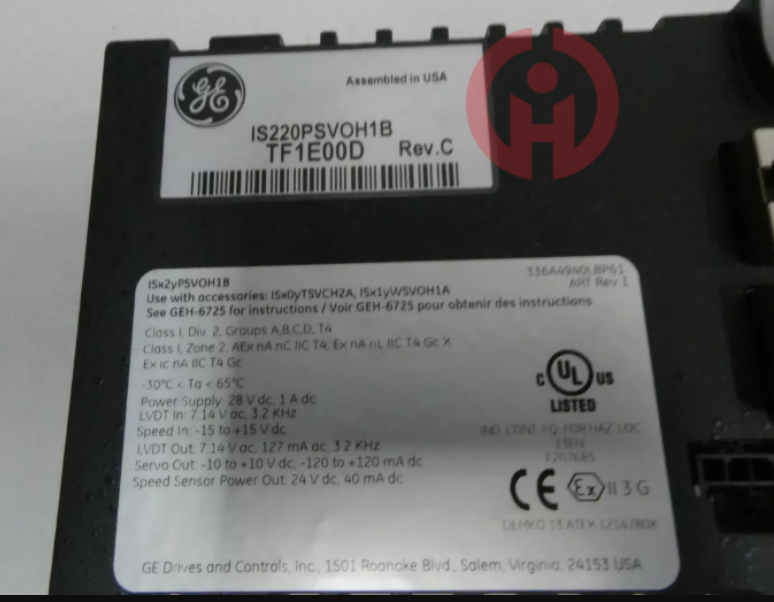 GE
Assembled in USA
IS220PSVOH1B
TF1E00D Rev.C
336A4940LBP61
ISx2yPSVOH1B ART Rev 1
Use with accessories: ISx0yTSVCH2A, ISx1yWSVOH1A
See GEH-6725 for instructions / Voir GEH-6725 pour obtenir des instructions
Class I, Div. 2, Groups A,B,C,D, T4
Class I, Zone 2, AEx nA nC IIC T4, Ex nA nL IIC T4 Gc X
Ex ic nA IIC T4 Gc
-30°C < Ta < 65°C
Power Supply: 28 V dc, 1 A dc
LVDT In: 7.14 V ac, 3.2 KHz
Speed In: -15 to +15 V dc
LVDT Out: 7.14 V ac, 127 mA ac, 3.2 KHz
Servo Out: -10 to +10 V dc, -120 to +120 mA dc
Speed Sensor Power Out: 24 V dc, 40 mA dc
C UL US
LISTED
IND. CONT. EQ. FOR HAZ. LOC.
CE Ex II 3 G
DEMKO 13 ATEX
GE Drives and Controls, Inc., 1501 Roanoke Blvd., Salem, Virginia, 24153 USA